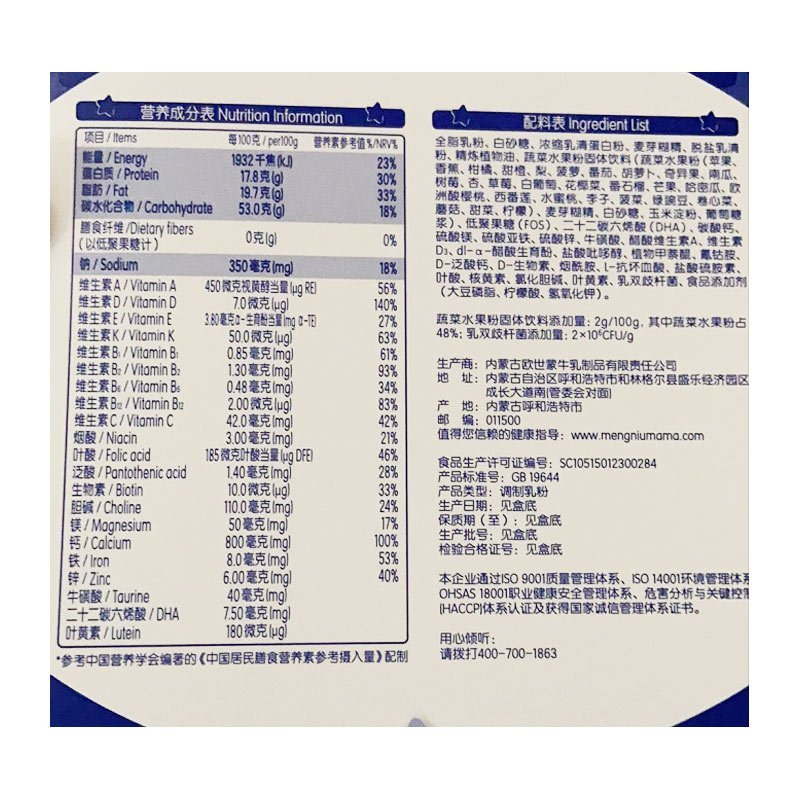 营养成分表 Nutrition Information
项目 / Items 每100克 / per100g 营养素参考值%/NRV%
能量 / Energy 1932 千焦(kJ) 23%
蛋白质 / Protein 17.8克(g) 30%
脂肪 / Fat 19.7克(g) 33%
碳水化合物 / Carbohydrate 53.0克(g) 18%
膳食纤维 /Dietary fibers
(以低聚果糖计) 0克(g) 0%
钠 / Sodium 350毫克(mg) 18%
维生素A / Vitamin A 450微克视黄醇当量(μg RE) 56%
维生素D / Vitamin D 7.0微克(μg) 140%
维生素E / Vitamin E 3.80毫克α-生育酚当量(mg α-TE) 27%
维生素K / Vitamin K 50.0微克(μg) 63%
维生素B₁ / Vitamin B₁ 0.85毫克(mg) 61%
维生素B₂ / Vitamin B₂ 1.30毫克(mg) 93%
维生素B₆ / Vitamin B₆ 0.48毫克(mg) 34%
维生素B₁₂ / Vitamin B₁₂ 2.00微克(μg) 83%
维生素C / Vitamin C 42.0毫克(mg) 42%
烟酸 / Niacin 3.00毫克(mg) 21%
叶酸 / Folic acid 185微克叶酸当量(μg DFE) 46%
泛酸 / Pantothenic acid 1.40毫克(mg) 28%
生物素 / Biotin 10.0微克(μg) 33%
胆碱 / Choline 110.0毫克(mg) 24%
镁 / Magnesium 50毫克(mg) 17%
钙 / Calcium 800毫克(mg) 100%
铁 / Iron 8.0毫克(mg) 53%
锌 / Zinc 6.00毫克(mg) 40%
牛磺酸 / Taurine 40毫克(mg)
二十二碳六烯酸 / DHA 7.50毫克(mg)
叶黄素 / Lutein 180微克(μg)
*参考中国营养学会编著的《中国居民膳食营养素参考摄入量》配制
配料表 Ingredient List
全脂乳粉、白砂糖、浓缩乳清蛋白粉、麦芽糊精、脱盐乳清
粉、精炼植物油、蔬菜水果粉固体饮料(蔬菜水果粉(苹果、
香蕉、柑橘、甜橙、梨、菠萝、番茄、胡萝卜、奇异果、南瓜、
树莓、杏、草莓、白葡萄、花椰菜、番石榴、芒果、哈密瓜、欧
洲酸樱桃、西番莲、水蜜桃、李子、菠菜、绿豌豆、卷心菜、
蘑菇、甜菜、柠檬)、麦芽糊精、白砂糖、玉米淀粉、葡萄糖
浆)、低聚果糖(FOS)、二十二碳六烯酸(DHA)、碳酸钙、
硫酸镁、硫酸亚铁、硫酸锌、牛磺酸、醋酸维生素A、维生素
D₃、dl-α-醋酸生育酚、盐酸吡哆醇、植物甲萘醌、氰钴胺、
D-泛酸钙、D-生物素、烟酰胺、L-抗坏血酸、盐酸硫胺素、
叶酸、核黄素、氯化胆碱、叶黄素、乳双歧杆菌、食品添加剂
(大豆磷脂、柠檬酸、氢氧化钾)。
蔬菜水果粉固体饮料添加量: 2g/100g, 其中蔬菜水果粉占
48%; 乳双歧杆菌添加量: 2×10⁶CFU/g
生产商: 内蒙古欧世蒙牛乳制品有限责任公司
地 址: 内蒙古自治区呼和浩特市和林格尔县盛乐经济园区
成长大道南(管委会对面)
产 地: 内蒙古呼和浩特市
邮 编: 011500
值得您信赖的健康指导: www.mengniumama.com
食品生产许可证编号: SC10515012300284
产品标准号: GB 19644
产品类型: 调制乳粉
生产日期: 见盒底
保质期(至): 见盒底
生产批号: 见盒底
检验合格证号: 见盒底
本企业通过ISO 9001质量管理体系、ISO 14001环境管理体系
OHSAS 18001职业健康安全管理体系、危害分析与关键控制
(HACCP)体系认证及获得国家诚信管理体系证书。
用心倾听:
请拨打400-700-1863